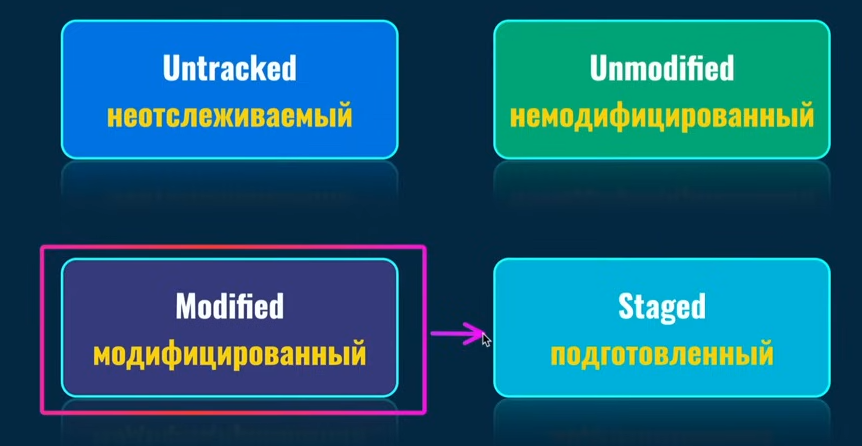 Untracked
неотслеживаемый
Unmodified
немодифицированный
Modified
модифицированный
Staged
подготовленный